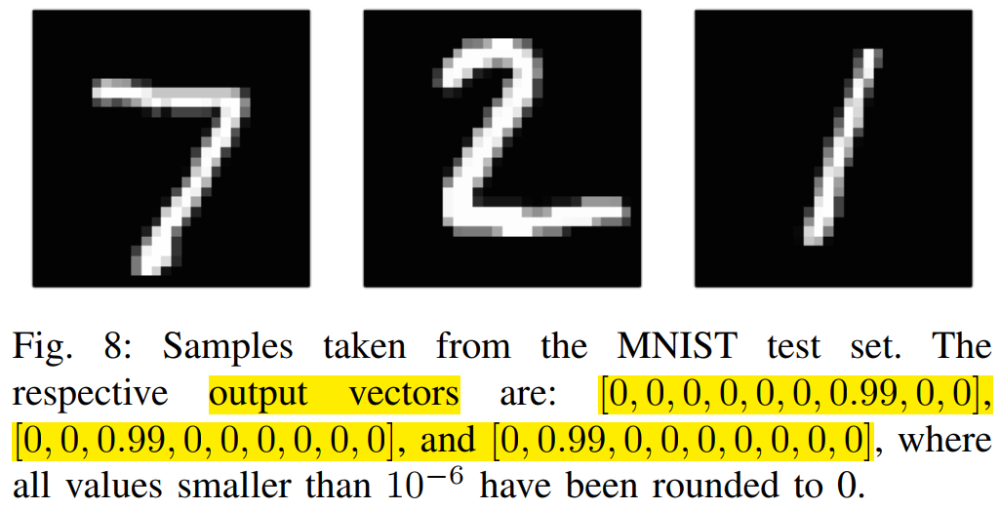 7 2 1
Fig. 8: Samples taken from the MNIST test set. The
respective output vectors are: [0, 0, 0, 0, 0, 0, 0.99, 0, 0],
[0, 0, 0.99, 0, 0, 0, 0, 0, 0], and [0, 0.99, 0, 0, 0, 0, 0, 0, 0], where
all values smaller than 10⁻⁶ have been rounded to 0.